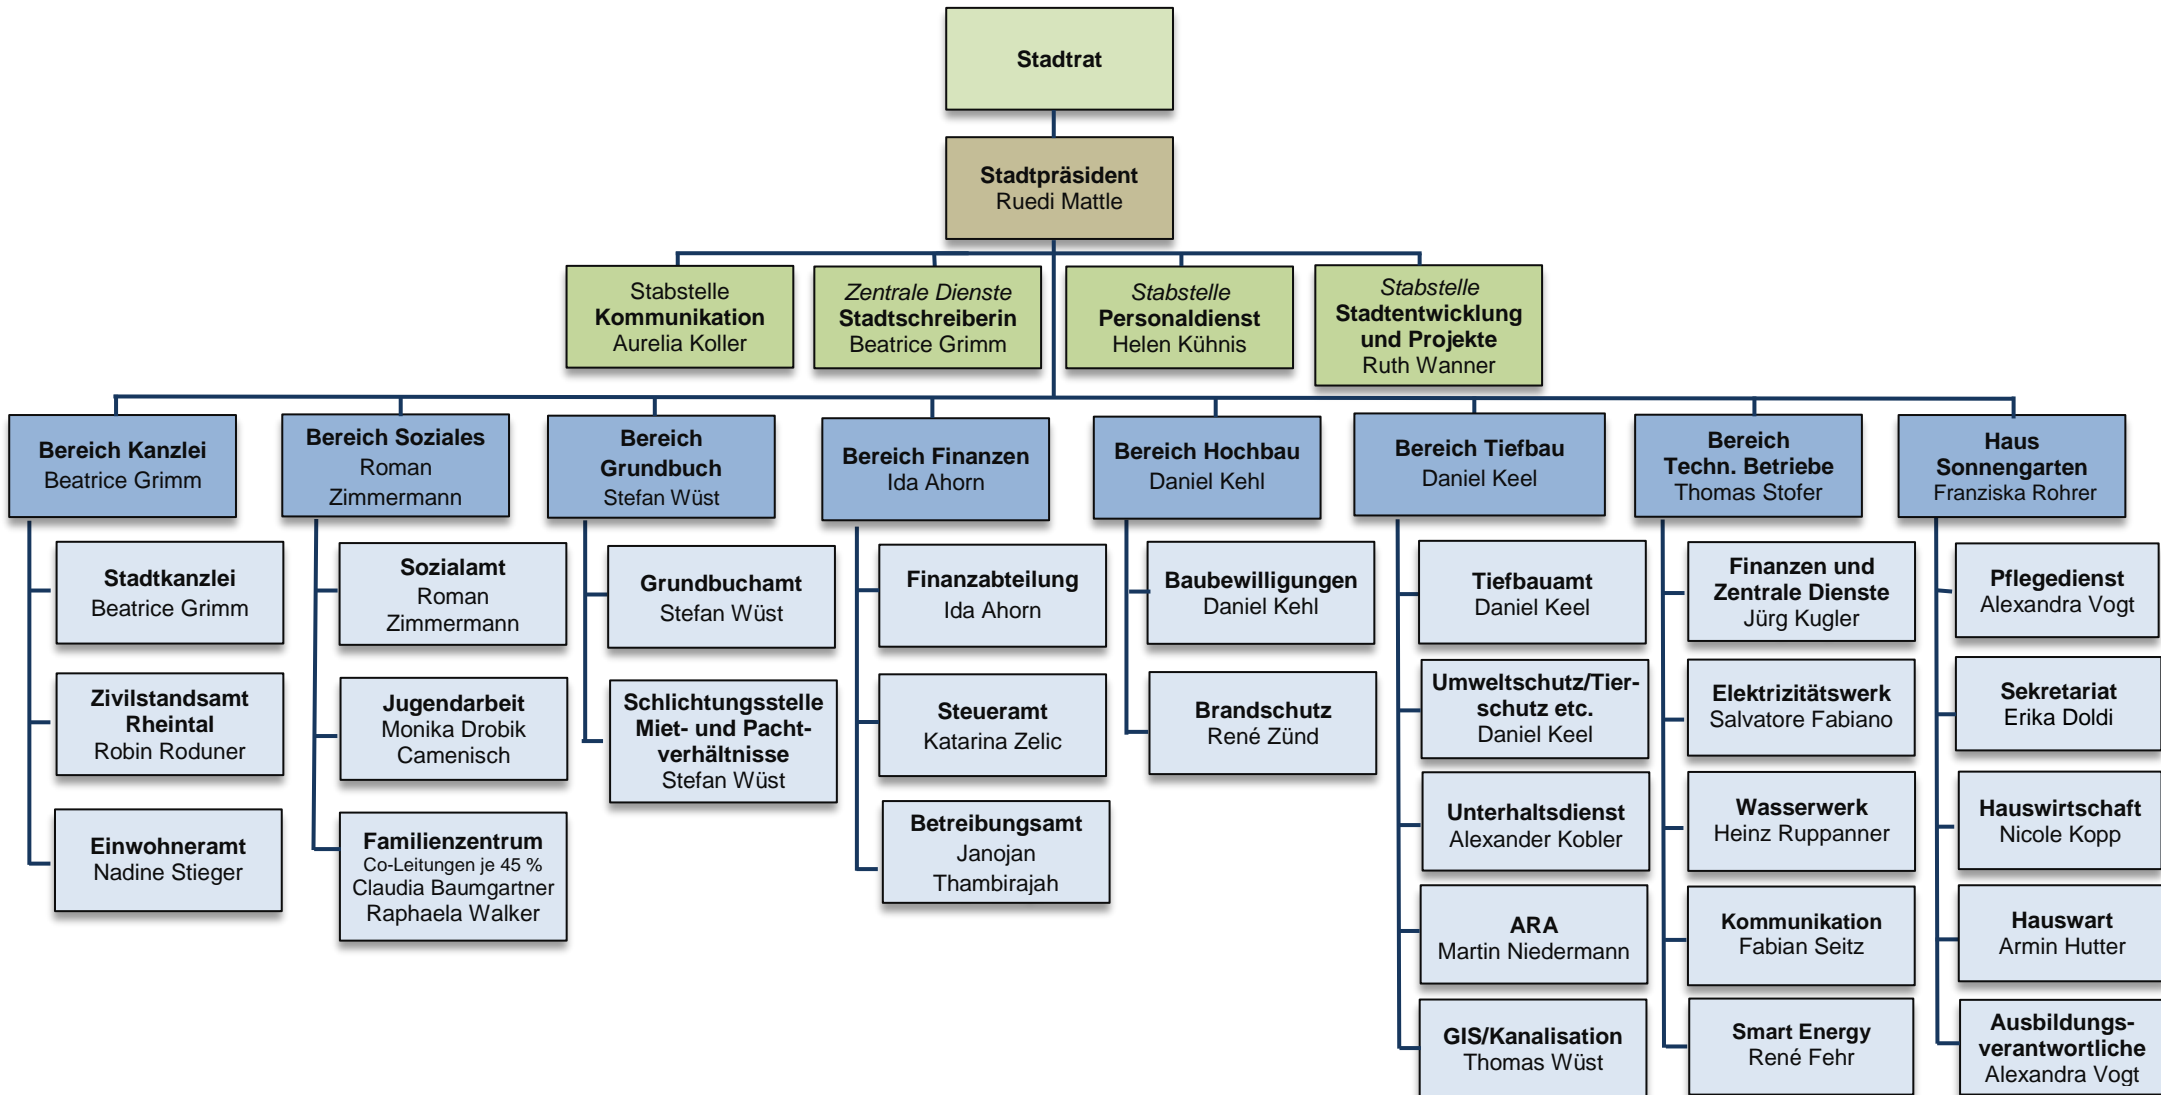 Stadtrat
Stadtpräsident
Ruedi Mattle
Stabstelle
Kommunikation
Aurelia Koller
Zentrale Dienste
Stadtschreiberin
Beatrice Grimm
Stabstelle
Personaldienst
Helen Kühnis
Stabstelle
Stadtentwicklung
und Projekte
Ruth Wanner
Bereich Kanzlei
Beatrice Grimm
Stadtkanzlei
Beatrice Grimm
Zivilstandsamt
Rheintal
Robin Roduner
Einwohneramt
Nadine Stieger
Bereich Soziales
Roman
Zimmermann
Sozialamt
Roman
Zimmermann
Jugendarbeit
Monika Drobik
Camenisch
Familienzentrum
Co-Leitungen je 45 %
Claudia Baumgartner
Raphaela Walker
Bereich
Grundbuch
Stefan Wüst
Grundbuchamt
Stefan Wüst
Schlichtungsstelle
Miet- und Pacht-
verhältnisse
Stefan Wüst
Bereich Finanzen
Ida Ahorn
Finanzabteilung
Ida Ahorn
Steueramt
Katarina Zelic
Betreibungsamt
Janojan
Thambirajah
Bereich Hochbau
Daniel Kehl
Baubewilligungen
Daniel Kehl
Brandschutz
René Zünd
Bereich Tiefbau
Daniel Keel
Tiefbauamt
Daniel Keel
Umweltschutz/Tier-
schutz etc.
Daniel Keel
Unterhaltsdienst
Alexander Kobler
ARA
Martin Niedermann
GIS/Kanalisation
Thomas Wüst
Bereich
Techn. Betriebe
Thomas Stofer
Finanzen und
Zentrale Dienste
Jürg Kugler
Elektrizitätswerk
Salvatore Fabiano
Wasserwerk
Heinz Ruppanner
Kommunikation
Fabian Seitz
Smart Energy
René Fehr
Haus
Sonnengarten
Franziska Rohrer
Pflegedienst
Alexandra Vogt
Sekretariat
Erika Doldi
Hauswirtschaft
Nicole Kopp
Hauswart
Armin Hutter
Ausbildungs-
verantwortliche
Alexandra Vogt